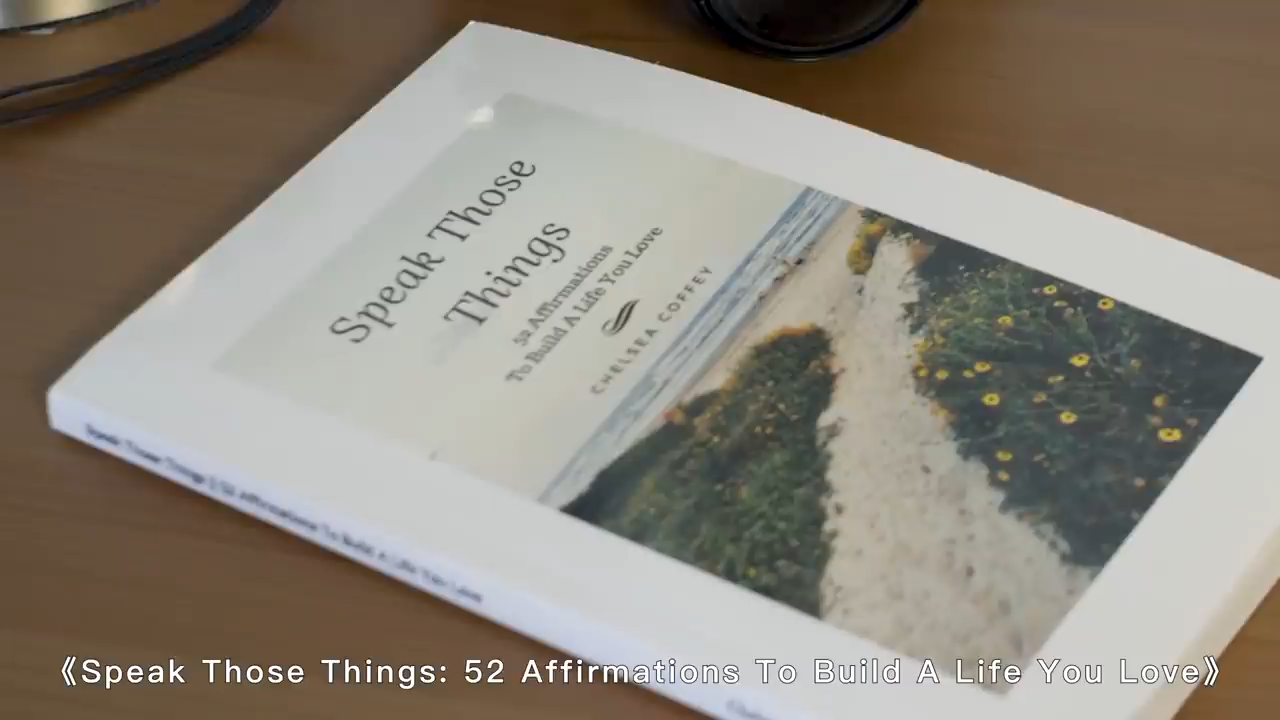 Speak Those
Things
52 Affirmations
To Build A Life You Love
CHELSEA COFFEY
Speak Those Things | 52 Affirmations To Build A Life You Love
《Speak Those Things: 52 Affirmations To Build A Life You Love》